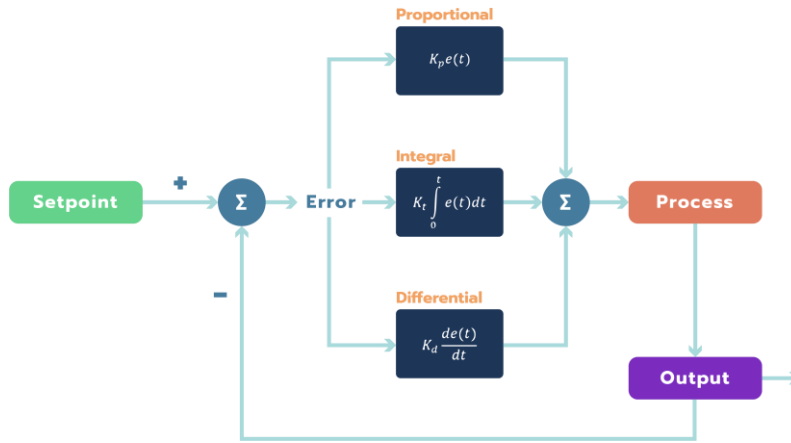 Proportional
K_p e(t)
+
Integral
Setpoint
Σ
Error
K_t ∫_0^t e(t)dt
Σ
Process
−
Differential
K_d de(t)/dt
Output